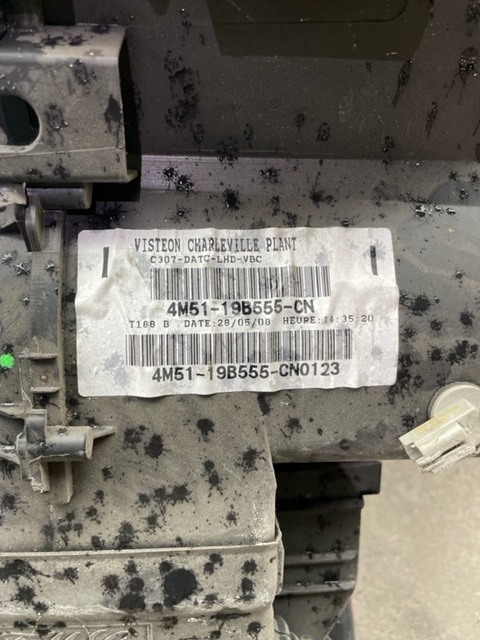 VISTEON CHARLEVILLE PLANT
C307-DATC-LHD-VBC
4M51-19B555-CN
T188 B DATE:28/05/08 HEURE:14:35:20
4M51-19B555-CN0123